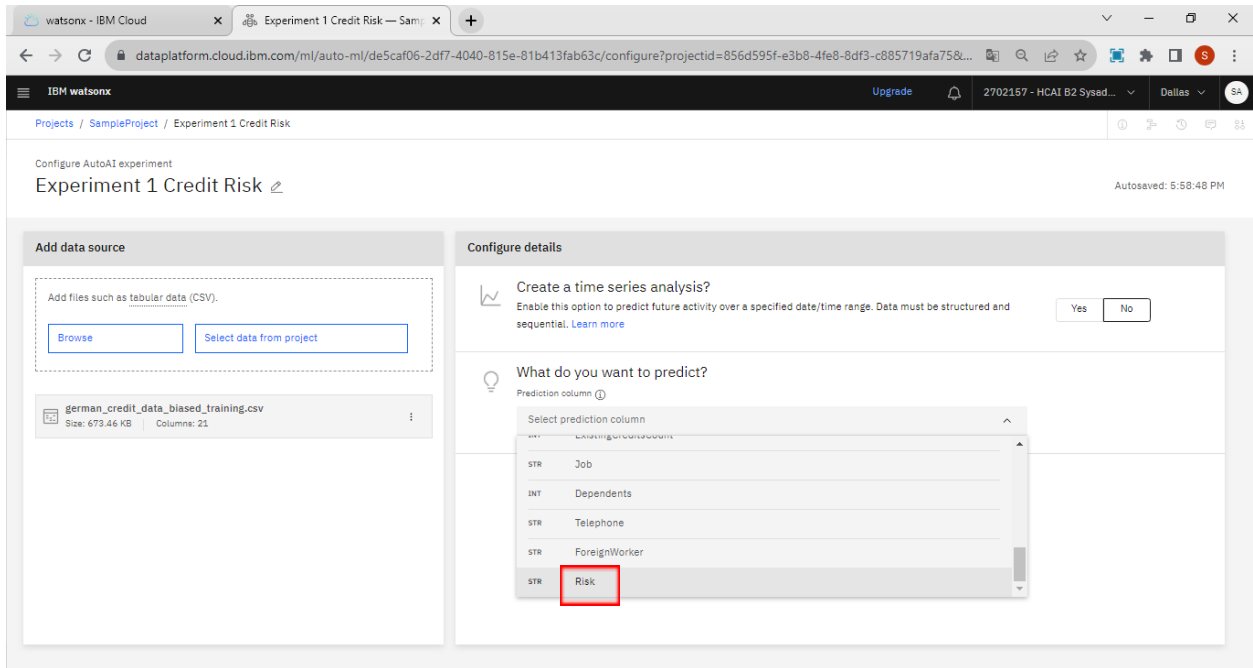 watsonx - IBM Cloud
Experiment 1 Credit Risk — Samp
dataplatform.cloud.ibm.com/ml/auto-ml/de5caf06-2df7-4040-815e-81b413fab63c/configure?projectid=856d595f-e3b8-4fe8-8df3-c885719afa75&...
S
IBM watsonx
Upgrade
2702157 - HCAI B2 Sysad...
Dallas
SA
Projects / SampleProject / Experiment 1 Credit Risk
Configure AutoAI experiment
Experiment 1 Credit Risk
Autosaved: 5:58:48 PM
Add data source
Add files such as tabular data (CSV).
Browse
Select data from project
german_credit_data_biased_training.csv
Size: 673.46 KB
Columns: 21
Configure details
Create a time series analysis?
Enable this option to predict future activity over a specified date/time range. Data must be structured and
sequential. Learn more
Yes
No
What do you want to predict?
Prediction column
Select prediction column
INT ExistingCreditsCount
STR Job
INT Dependents
STR Telephone
STR ForeignWorker
STR Risk